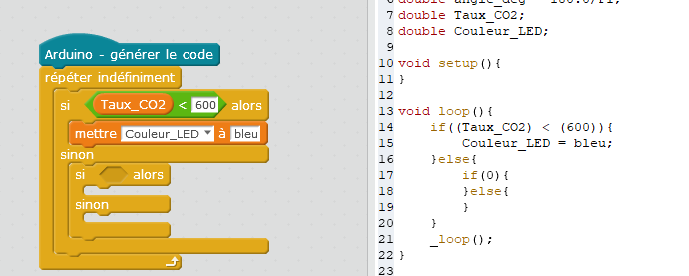 Arduino - générer le code
répéter indéfiniment
si Taux_CO2 < 600 alors
mettre Couleur_LED à bleu
sinon
si alors
sinon
7 double Taux_CO2;
8 double Couleur_LED;
9
10 void setup(){
11 }
12
13 void loop(){
14 if((Taux_CO2) < (600)){
15 Couleur_LED = bleu;
16 }else{
17 if(0){
18 }else{
19 }
20 }
21 _loop();
22 }
23